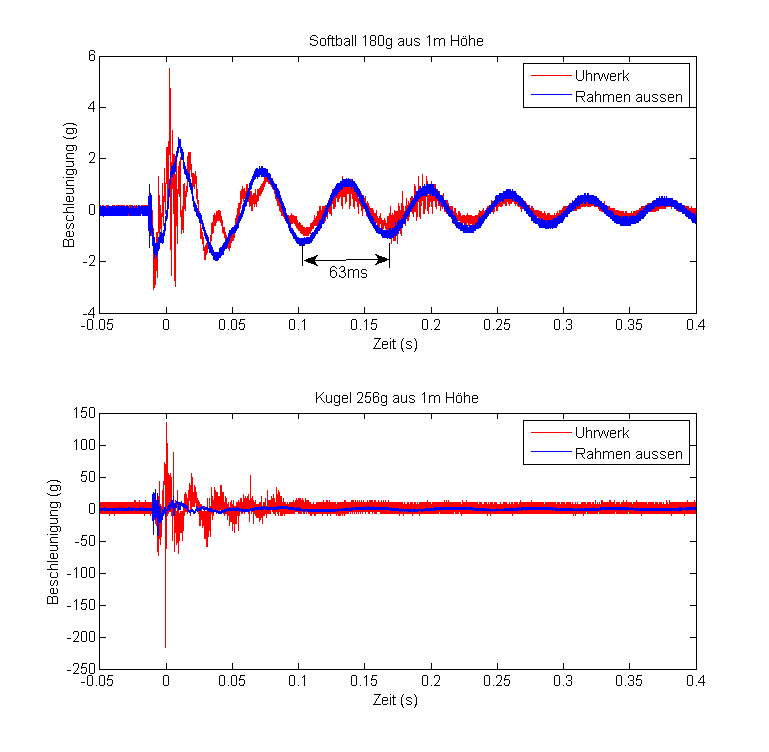 Softball 180g aus 1m Höhe
6
4
2
0
-2
-4
Beschleunigung (g)
Uhrwerk
Rahmen aussen
63ms
-0.05 0 0.05 0.1 0.15 0.2 0.25 0.3 0.35 0.4
Zeit (s)
Kugel 256g aus 1m Höhe
150
100
50
0
-50
-100
-150
-200
-250
Beschleunigung (g)
Uhrwerk
Rahmen aussen
-0.05 0 0.05 0.1 0.15 0.2 0.25 0.3 0.35 0.4
Zeit (s)